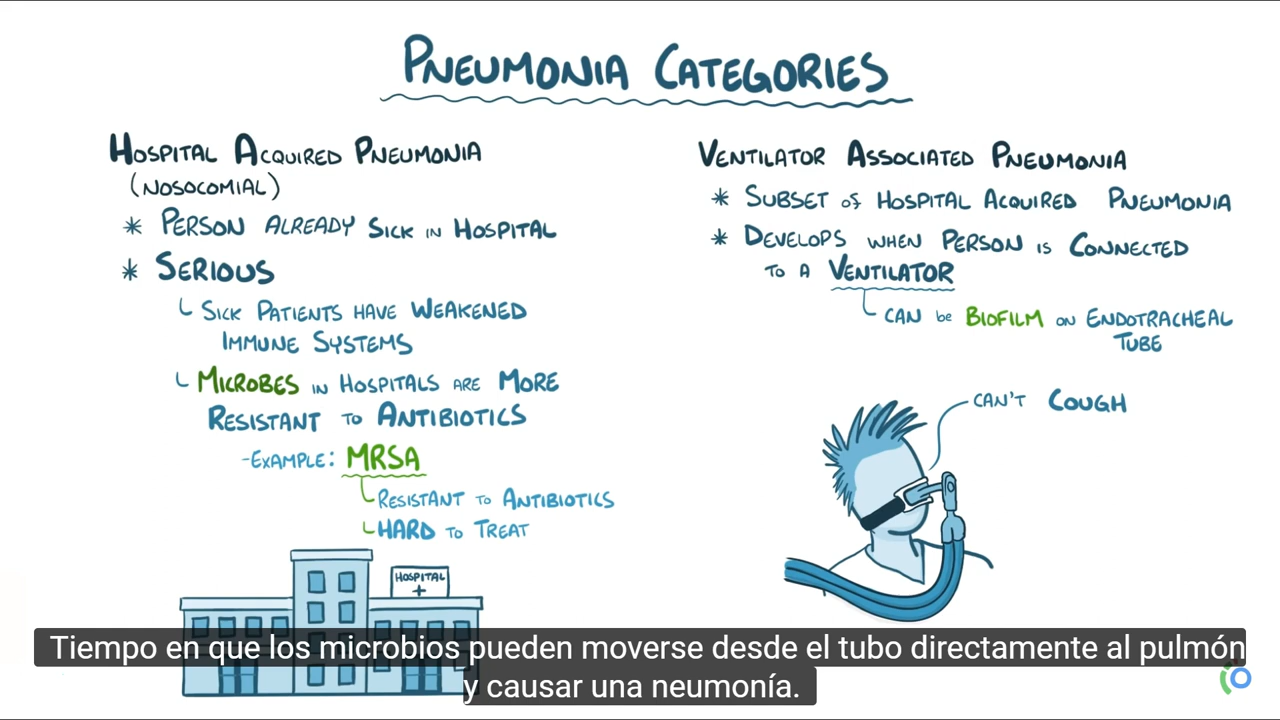 PNEUMONIA CATEGORIES
HOSPITAL ACQUIRED PNEUMONIA
(NOSOCOMIAL)
* PERSON ALREADY SICK IN HOSPITAL
* SERIOUS
SICK PATIENTS HAVE WEAKENED
IMMUNE SYSTEMS
MICROBES IN HOSPITALS ARE MORE
RESISTANT TO ANTIBIOTICS
-EXAMPLE: MRSA
RESISTANT TO ANTIBIOTICS
HARD TO TREAT
HOSPITAL
+
VENTILATOR ASSOCIATED PNEUMONIA
* SUBSET of HOSPITAL ACQUIRED PNEUMONIA
* DEVELOPS WHEN PERSON IS CONNECTED
TO A VENTILATOR
CAN be BIOFILM ON ENDOTRACHEAL
TUBE
CAN'T COUGH
Tiempo en que los microbios pueden moverse desde el tubo directamente al pulmón
y causar una neumonía.